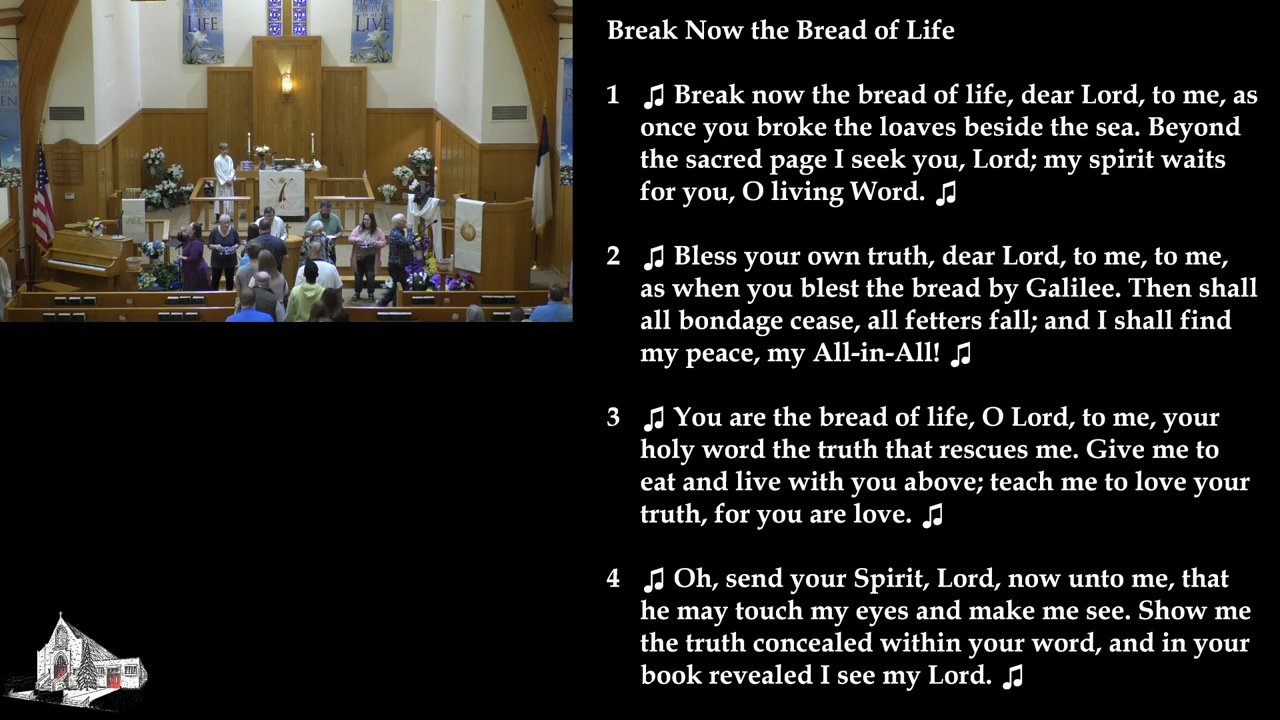 LIFE
LIVE
Break Now the Bread of Life
1 ♫ Break now the bread of life, dear Lord, to me, as
once you broke the loaves beside the sea. Beyond
the sacred page I seek you, Lord; my spirit waits
for you, O living Word. ♫
2 ♫ Bless your own truth, dear Lord, to me, to me,
as when you blest the bread by Galilee. Then shall
all bondage cease, all fetters fall; and I shall find
my peace, my All-in-All! ♫
3 ♫ You are the bread of life, O Lord, to me, your
holy word the truth that rescues me. Give me to
eat and live with you above; teach me to love your
truth, for you are love. ♫
4 ♫ Oh, send your Spirit, Lord, now unto me, that
he may touch my eyes and make me see. Show me
the truth concealed within your word, and in your
book revealed I see my Lord. ♫